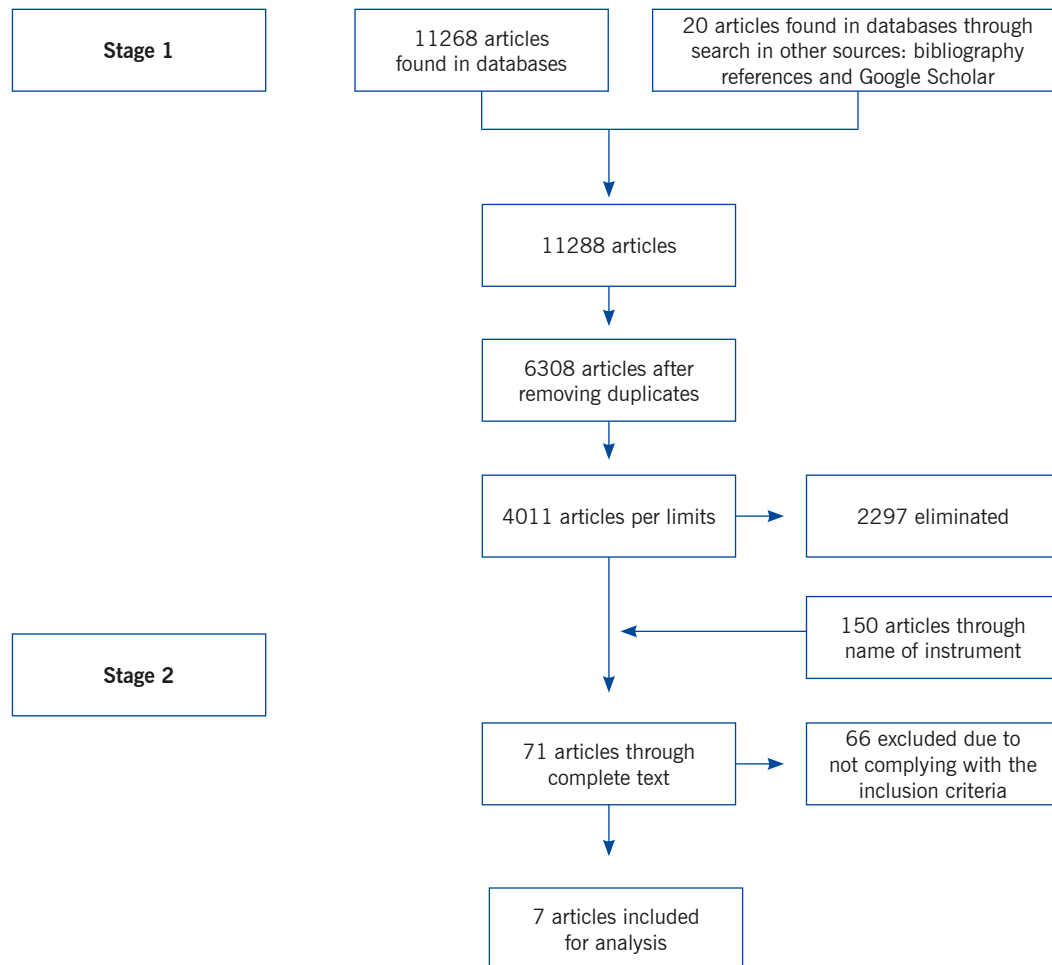 Stage 1
11268 articles
found in databases
20 articles found in databases through
search in other sources: bibliography
references and Google Scholar
11288 articles
6308 articles after
removing duplicates
4011 articles per limits
2297 eliminated
150 articles through
name of instrument
Stage 2
71 articles through
complete text
66 excluded due to
not complying with the
inclusion criteria
7 articles included
for analysis